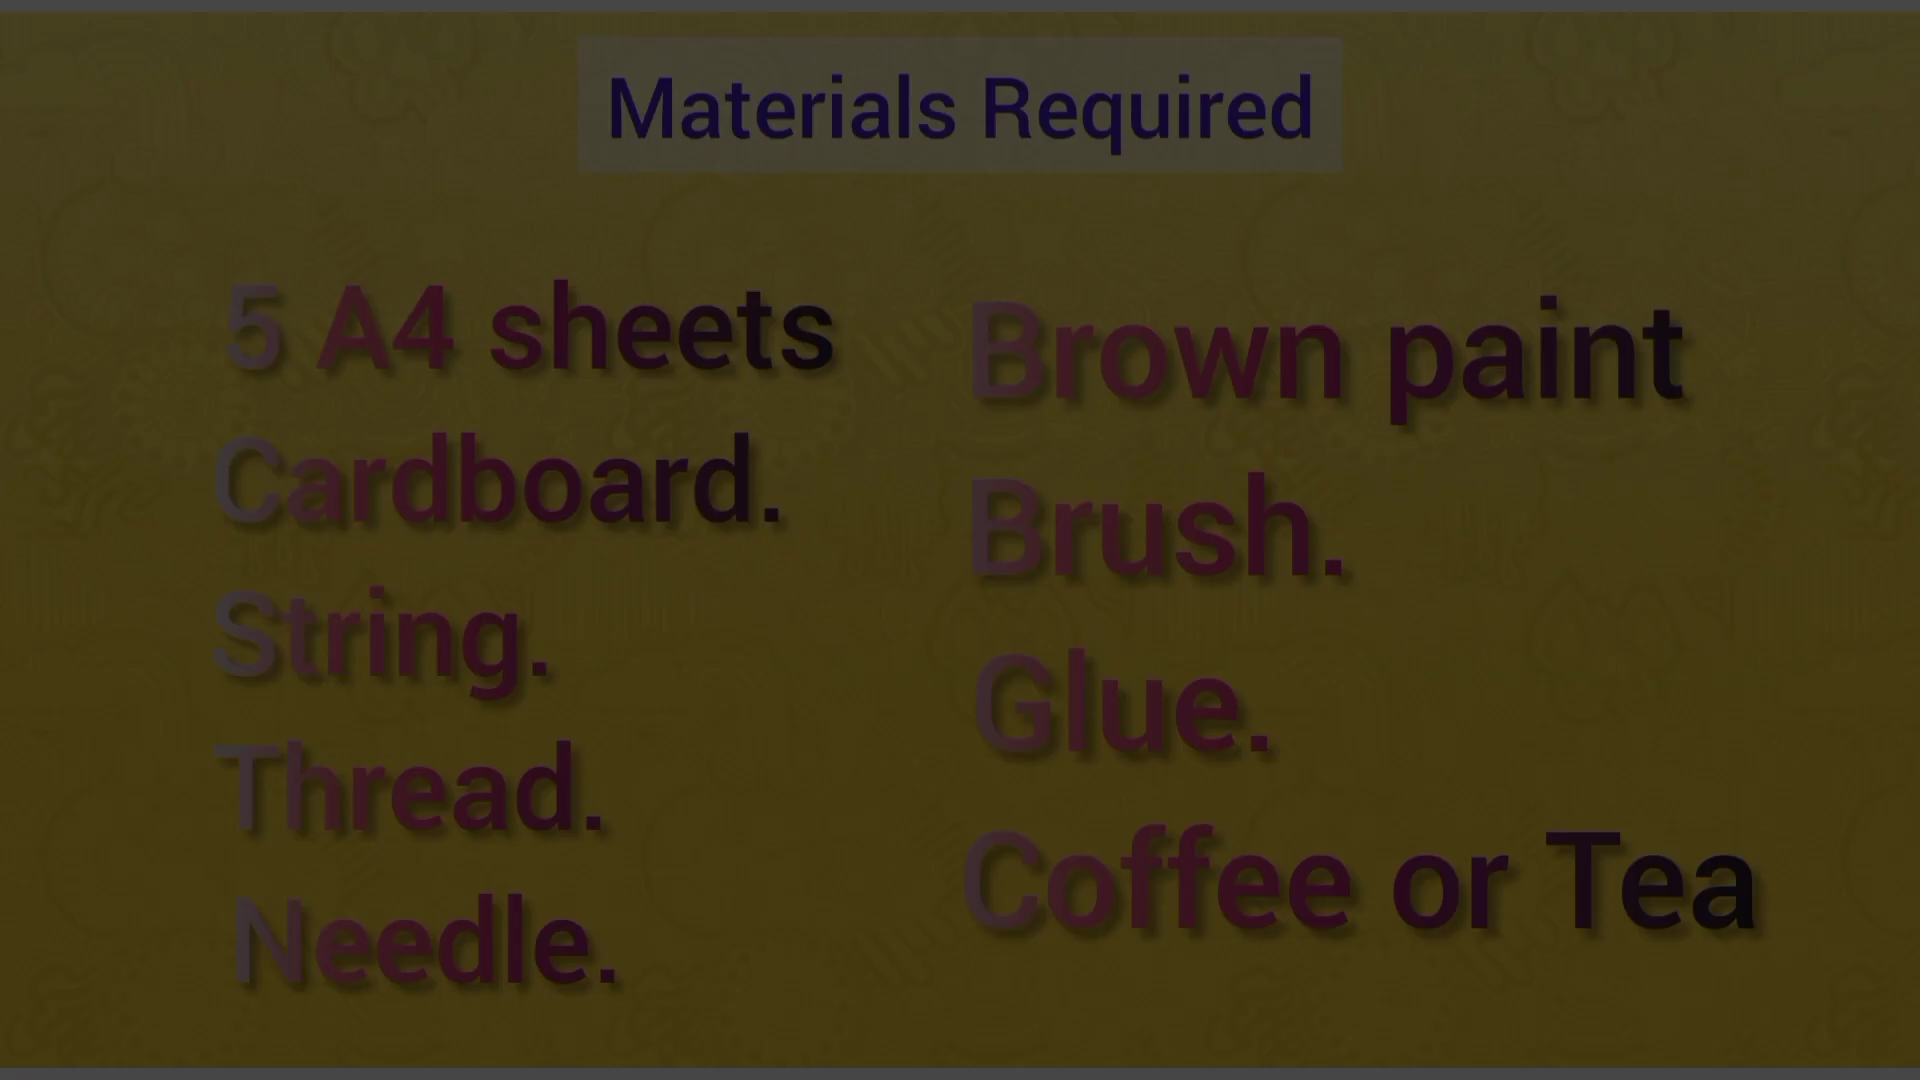 Materials Required
5 A4 sheets
Cardboard.
String.
Thread.
Needle.
Brown paint
Brush.
Glue.
Coffee or Tea